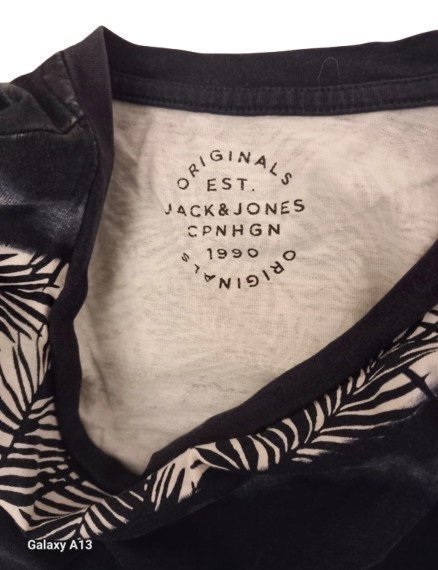 ORIGINALS
EST.
JACK&JONES
CPNHGN
1990
ORIGINALS
Galaxy A13